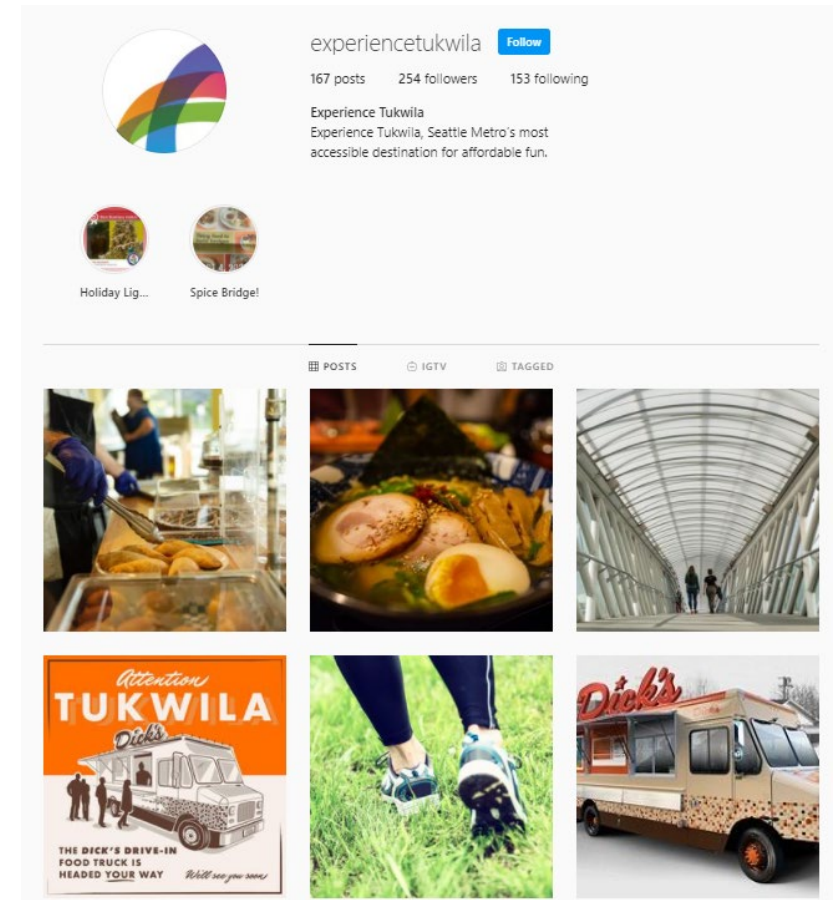 experiencetukwila Follow
167 posts 254 followers 153 following
Experience Tukwila
Experience Tukwila, Seattle Metro's most
accessible destination for affordable fun.
Holiday Lig... Spice Bridge!
POSTS IGTV TAGGED
Attention
TUKWILA
Dick's
THE DICK'S DRIVE-IN
FOOD TRUCK IS
HEADED YOUR WAY
We'll see you soon
Dick's